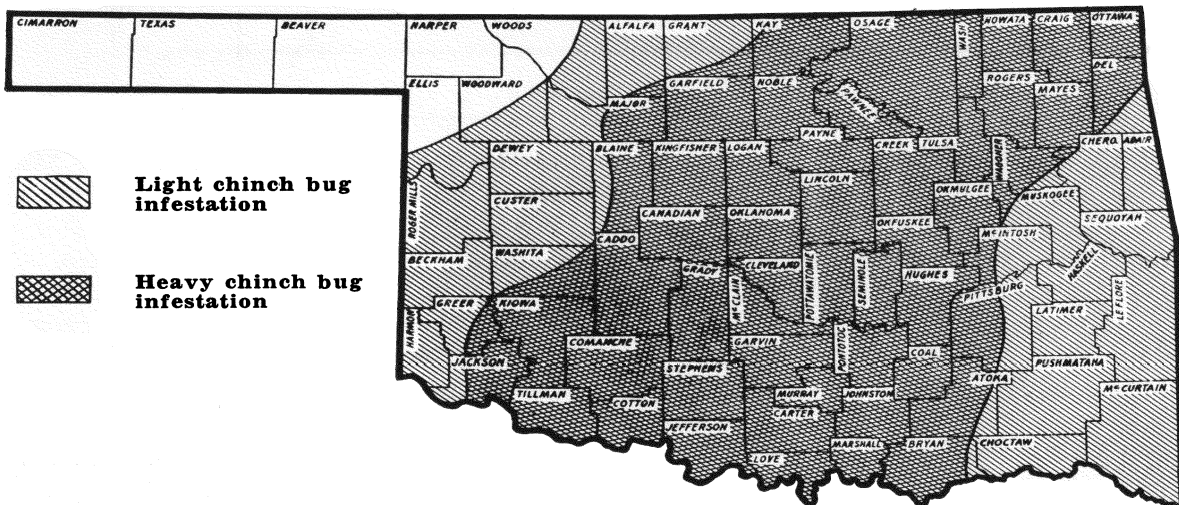 CIMARRON TEXAS BEAVER HARPER WOODS ALFALFA GRANT KAY OSAGE WASH NOWATA CRAIG OTTAWA
DEL
ELLIS WOODWARD GARFIELD NOBLE ROGERS
MAYES
MAJOR PAWNEE
PAYNE
DEWEY BLAINE KINGFISHER LOGAN CREEK TULSA WAGONER CHERO. ADAIR
Light chinch bug
infestation
ROGER MILLS CUSTER LINCOLN OKMULGEE MUSKOGEE
CANADIAN OKLAHOMA OKFUSKEE SEQUOYAH
CADDO McINTOSH
BECKHAM WASHITA GRADY CLEVELAND POTTAWATOMIE SEMINOLE HUGHES HASKELL
Heavy chinch bug
infestation
GREER KIOWA McCLAIN PITTSBURG LE FLORE
HARMON LATIMER
COMANCHE GARVIN PONTOTOC COAL
JACKSON STEPHENS PUSHMATAHA
ATOKA
TILLMAN COTTON MURRAY JOHNSTON McCURTAIN
CARTER
JEFFERSON MARSHALL BRYAN CHOCTAW
LOVE